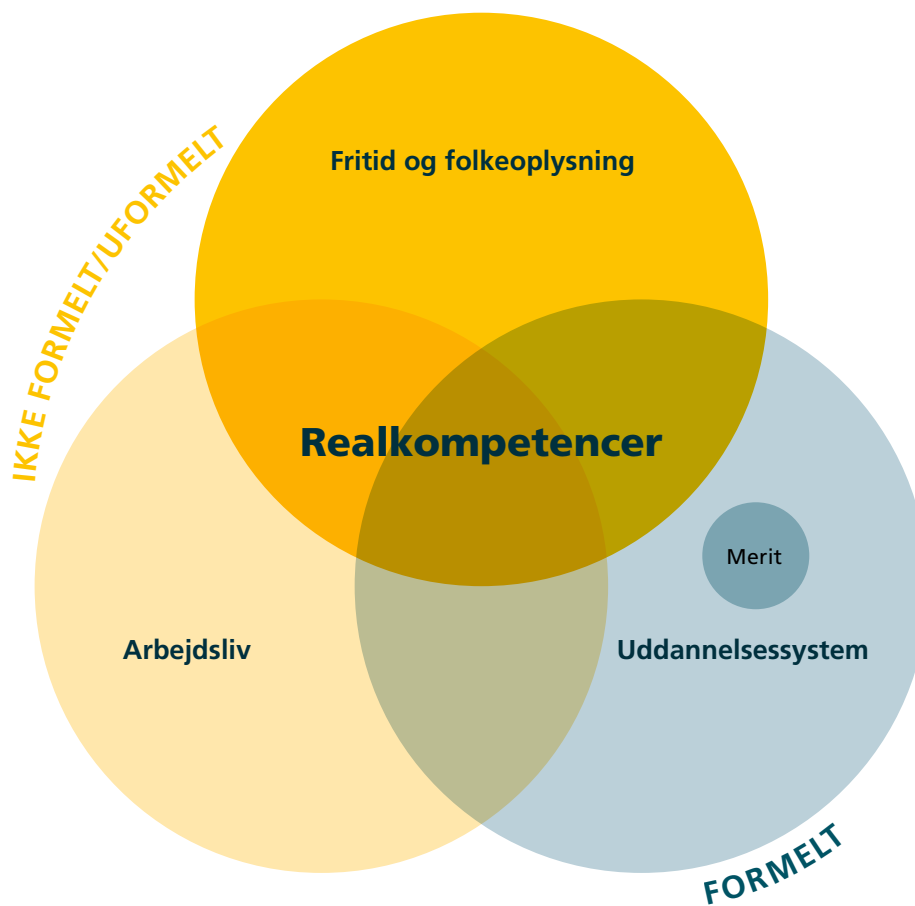 IKKE FORMELT/UFORMELT
Fritid og folkeoplysning
Realkompetencer
Merit
Arbejdsliv
Uddannelsessystem
FORMELT